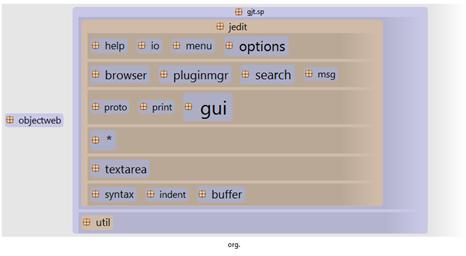 gjt.sp
jedit
help io menu options
browser pluginmgr search msg
proto print gui
objectweb
*
textarea
syntax indent buffer
util
org.